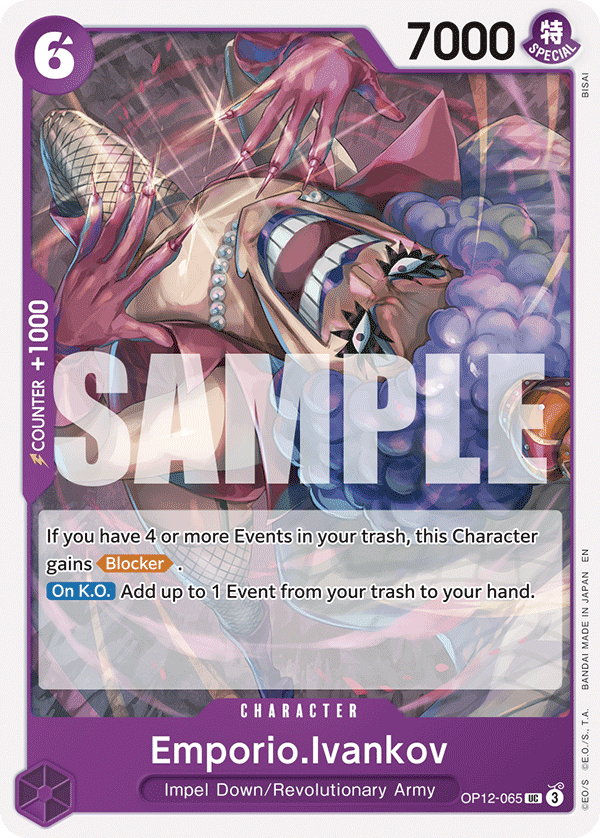 6
7000
特
SPECIAL
BISAI
COUNTER +1000
SAMPLE
If you have 4 or more Events in your trash, this Character
gains Blocker .
On K.O. Add up to 1 Event from your trash to your hand.
©EO/S ©E.O./S., T.A. BANDAI MADE IN JAPAN EN
CHARACTER
Emporio.Ivankov
Impel Down/Revolutionary Army
OP12-065 UC 3